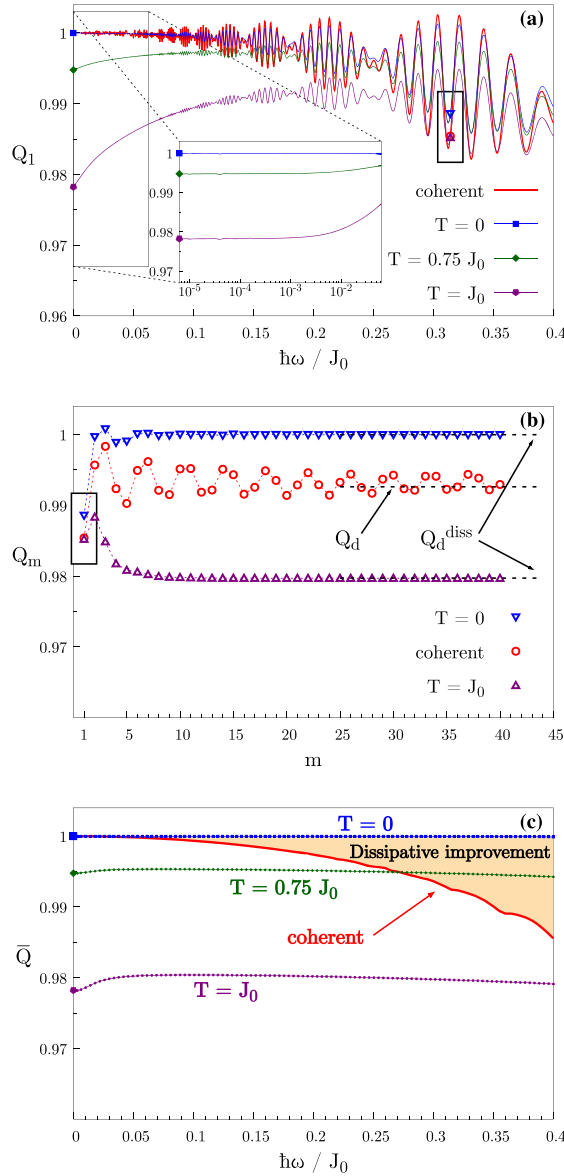 (a)
1
0.99
0.98
0.97
0.96
Q1
coherent
T = 0
T = 0.75 J0
T = J0
1
0.99
0.98
0.97
10^-5
10^-4
10^-3
10^-2
0
0.05
0.1
0.15
0.2
0.25
0.3
0.35
0.4
ħω / J0
(b)
1
0.99
0.98
0.97
Qm
Qd
Qd^diss
T = 0
coherent
T = J0
1
5
10
15
20
25
30
35
40
45
m
(c)
T = 0
1
Dissipative improvement
T = 0.75 J0
0.99
coherent
Q̄
0.98
T = J0
0.97
0
0.05
0.1
0.15
0.2
0.25
0.3
0.35
0.4
ħω / J0